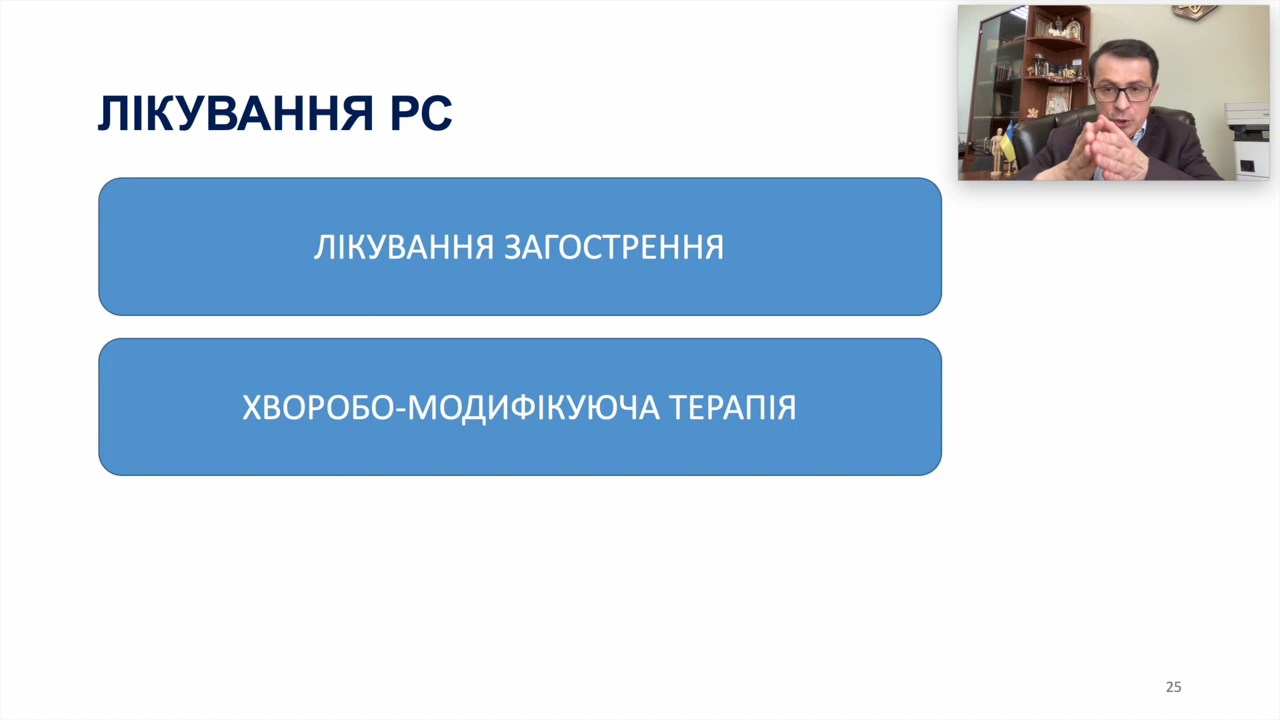 ЛІКУВАННЯ РС
ЛІКУВАННЯ ЗАГОСТРЕННЯ
ХВОРОБО-МОДИФІКУЮЧА ТЕРАПІЯ
25